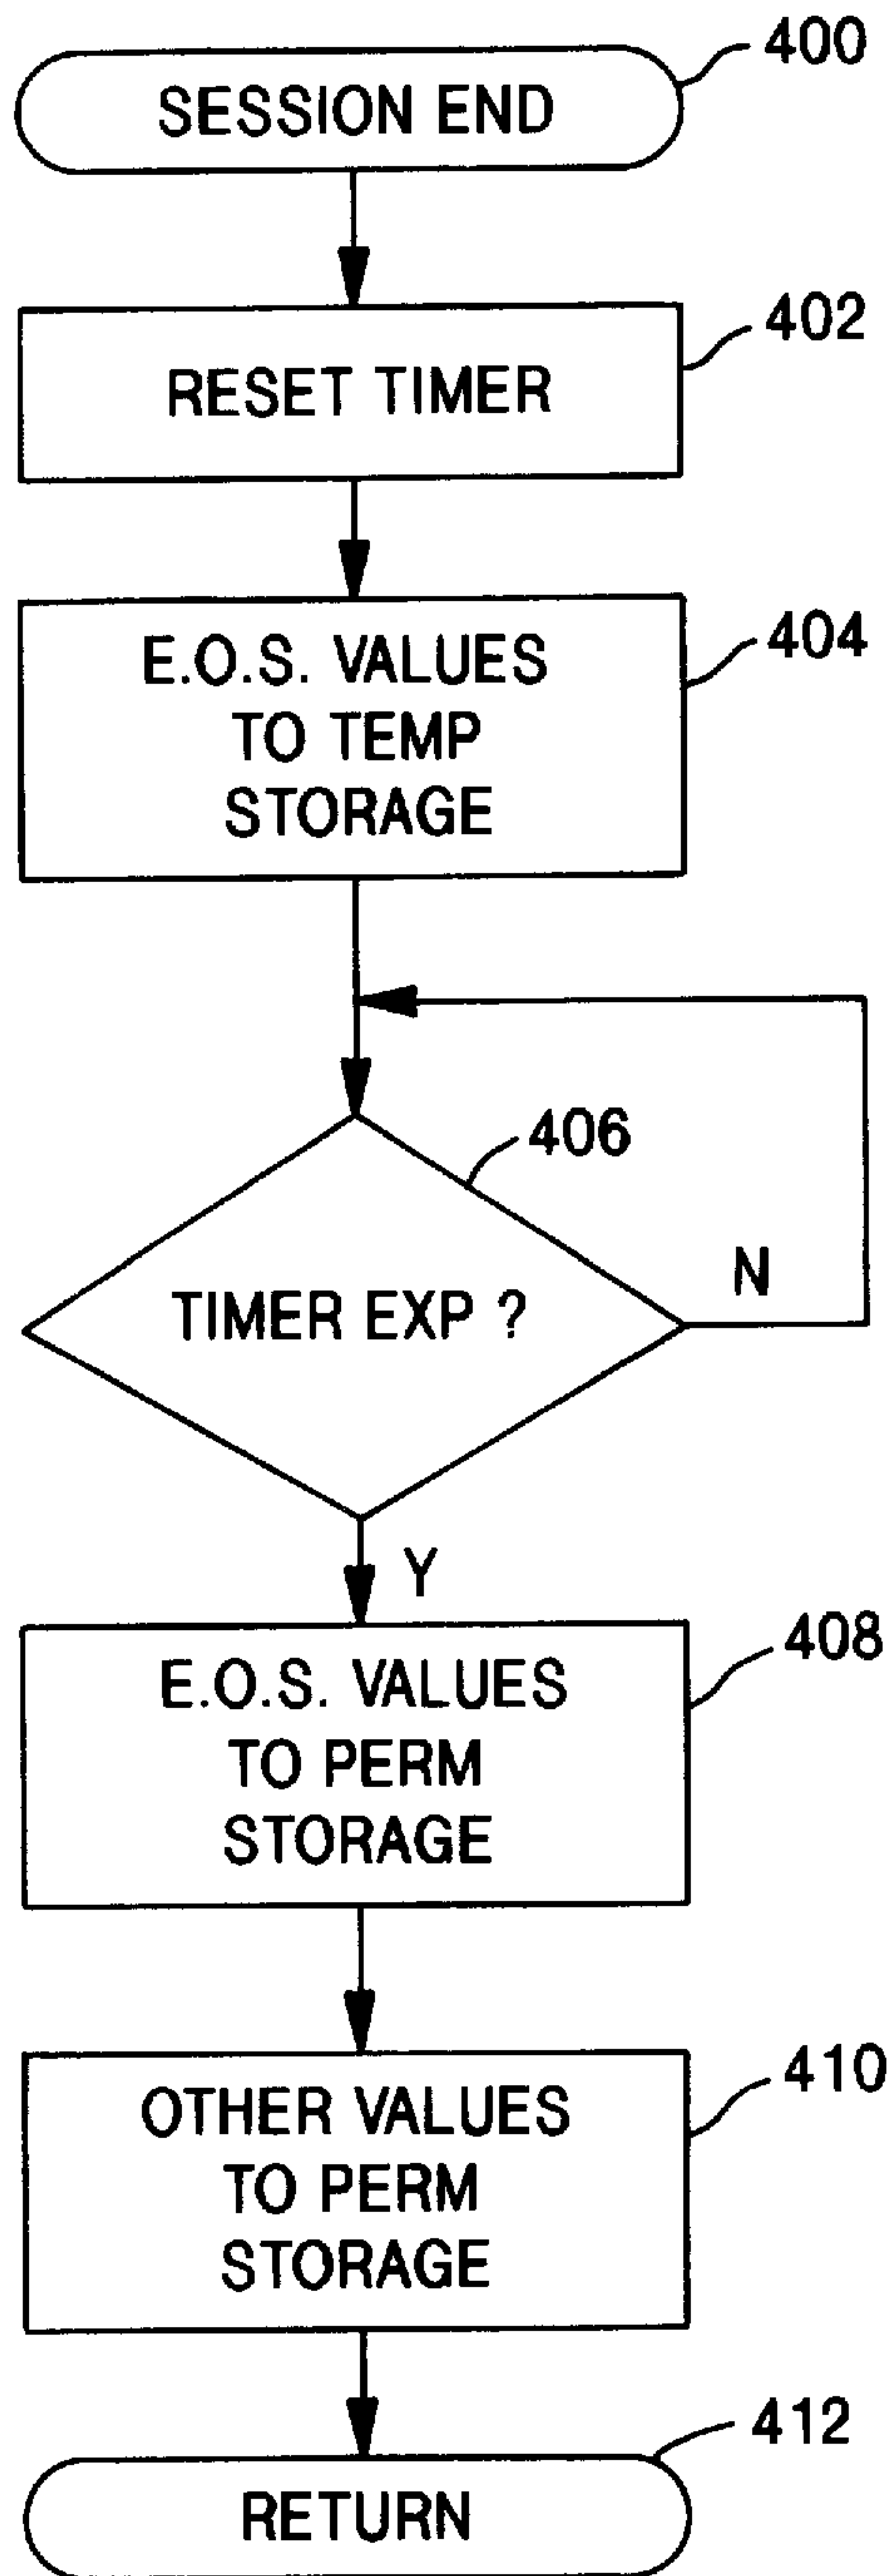 400
SESSION END
402
RESET TIMER
404
E.O.S. VALUES
TO TEMP
STORAGE
406
N
TIMER EXP ?
Y
408
E.O.S. VALUES
TO PERM
STORAGE
410
OTHER VALUES
TO PERM
STORAGE
412
RETURN